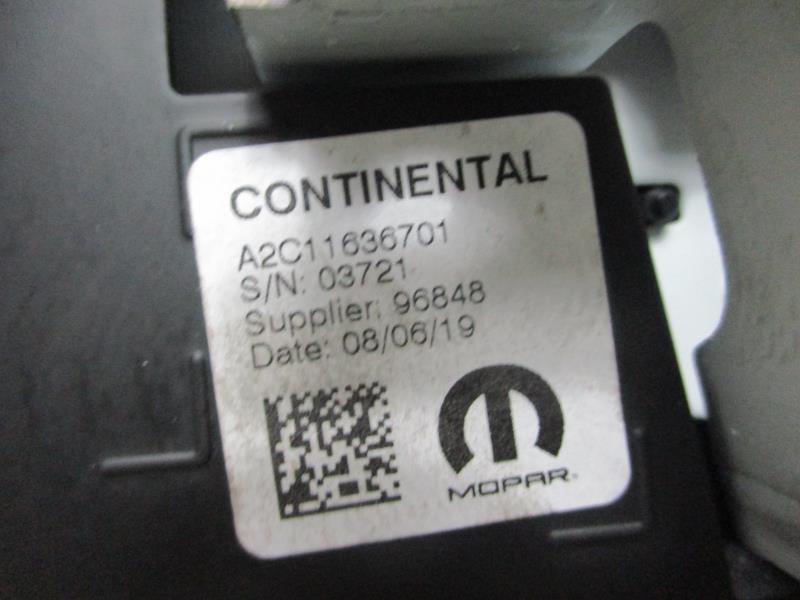 CONTINENTAL
A2C11636701
S/N: 03721
Supplier: 96848
Date: 08/06/19
MOPAR